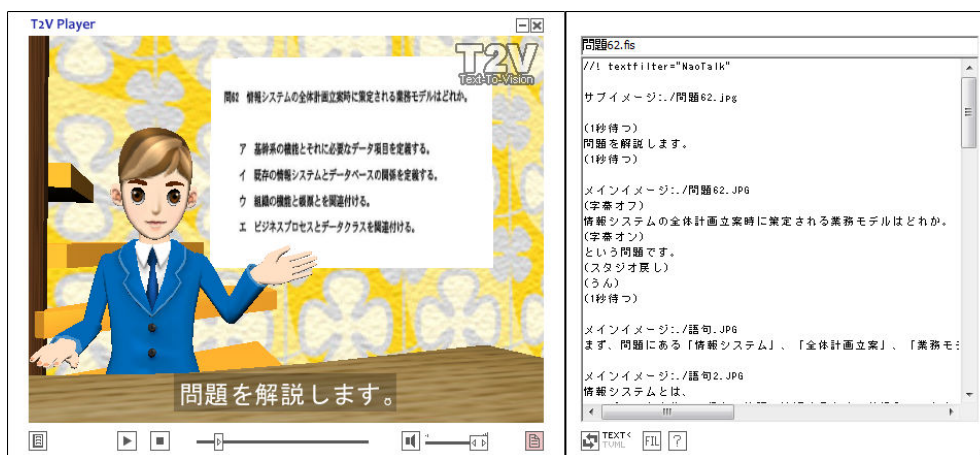 T2V Player
T2V
Text-To-Vision
問62 情報システムの全体計画立案時に策定される業務モデルはどれか。
ア 基幹系の機能とそれに必要なデータ項目を定義する。
イ 既存の情報システムとデータベースの関係を定義する。
ウ 組織の機能と権限とを関連付ける。
エ ビジネスプロセスとデータクラスを関連付ける。
問題を解説します。
問題62.fis
//! textfilter="NaoTalk"
サブイメージ:./問題62.jpg
(1秒待つ)
問題を解説します。
(1秒待つ)
メインイメージ:./問題62.JPG
(字幕オフ)
情報システムの全体計画立案時に策定される業務モデルはどれか。
(字幕オン)
という問題です。
(スタジオ戻し)
(うん)
(1秒待つ)
メインイメージ:./語句.JPG
まず、問題にある「情報システム」、「全体計画立案」、「業務モデ
メインイメージ:./語句2.JPG
情報システムとは、
TEXT<
TVML
FIL
?